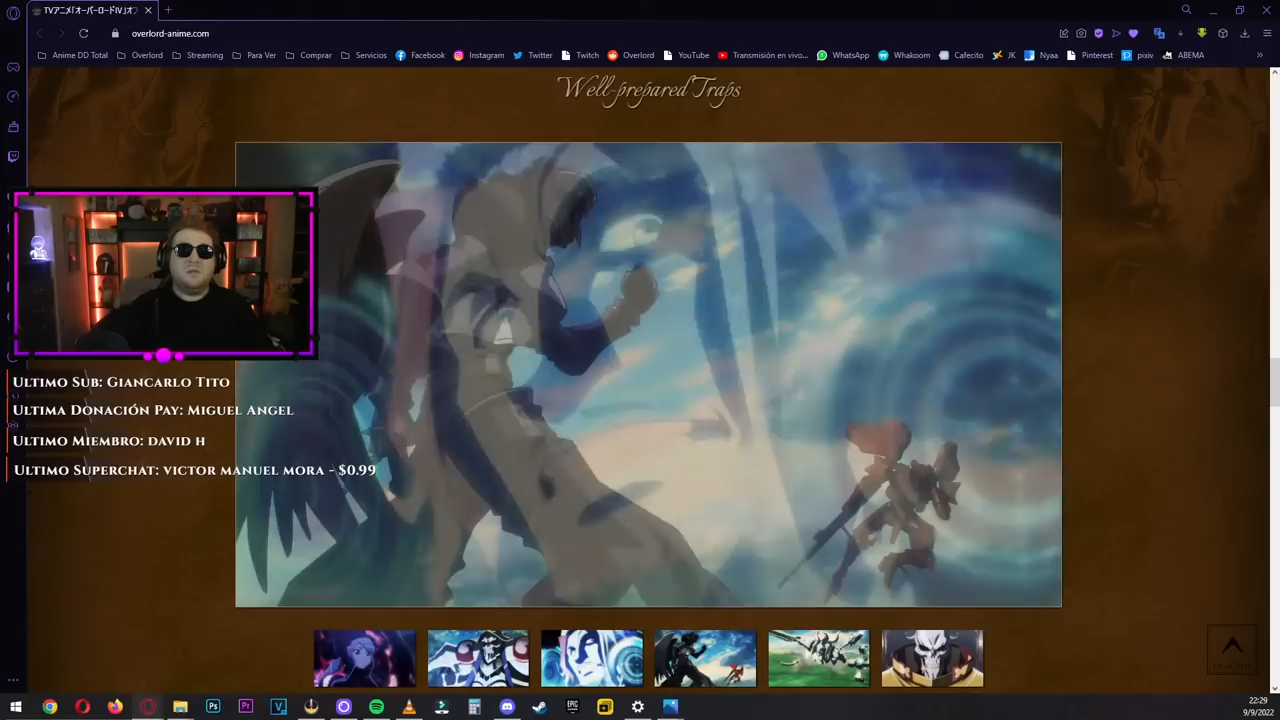 TVアニメ「オーバーロードIV」オフ
overlord-anime.com
Anime DD Total
Overlord
Streaming
Para Ver
Comprar
Servicios
Facebook
Instagram
Twitter
Twitch
Overlord
YouTube
Transmisión en vivo...
WhatsApp
Whakoom
Cafecito
JK
Nyaa
Pinterest
pixiv
ABEMA
Well-prepared Traps
ULTIMO SUB: GIANCARLO TITO
ULTIMA DONACIÓN PAY: MIGUEL ANGEL
ULTIMO MIEMBRO: DAVID H
ULTIMO SUPERCHAT: VICTOR MANUEL MORA - $0.99
22:29
9/9/2022